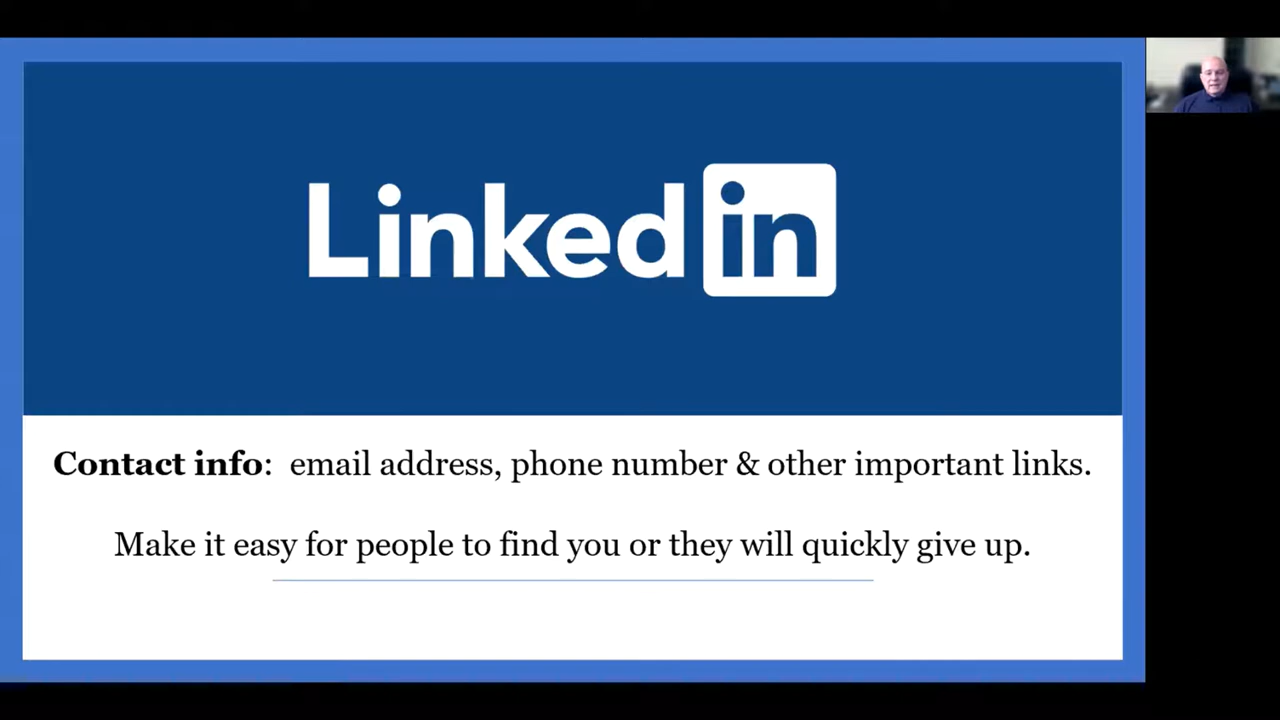 Linkedin
Contact info: email address, phone number & other important links.
Make it easy for people to find you or they will quickly give up.